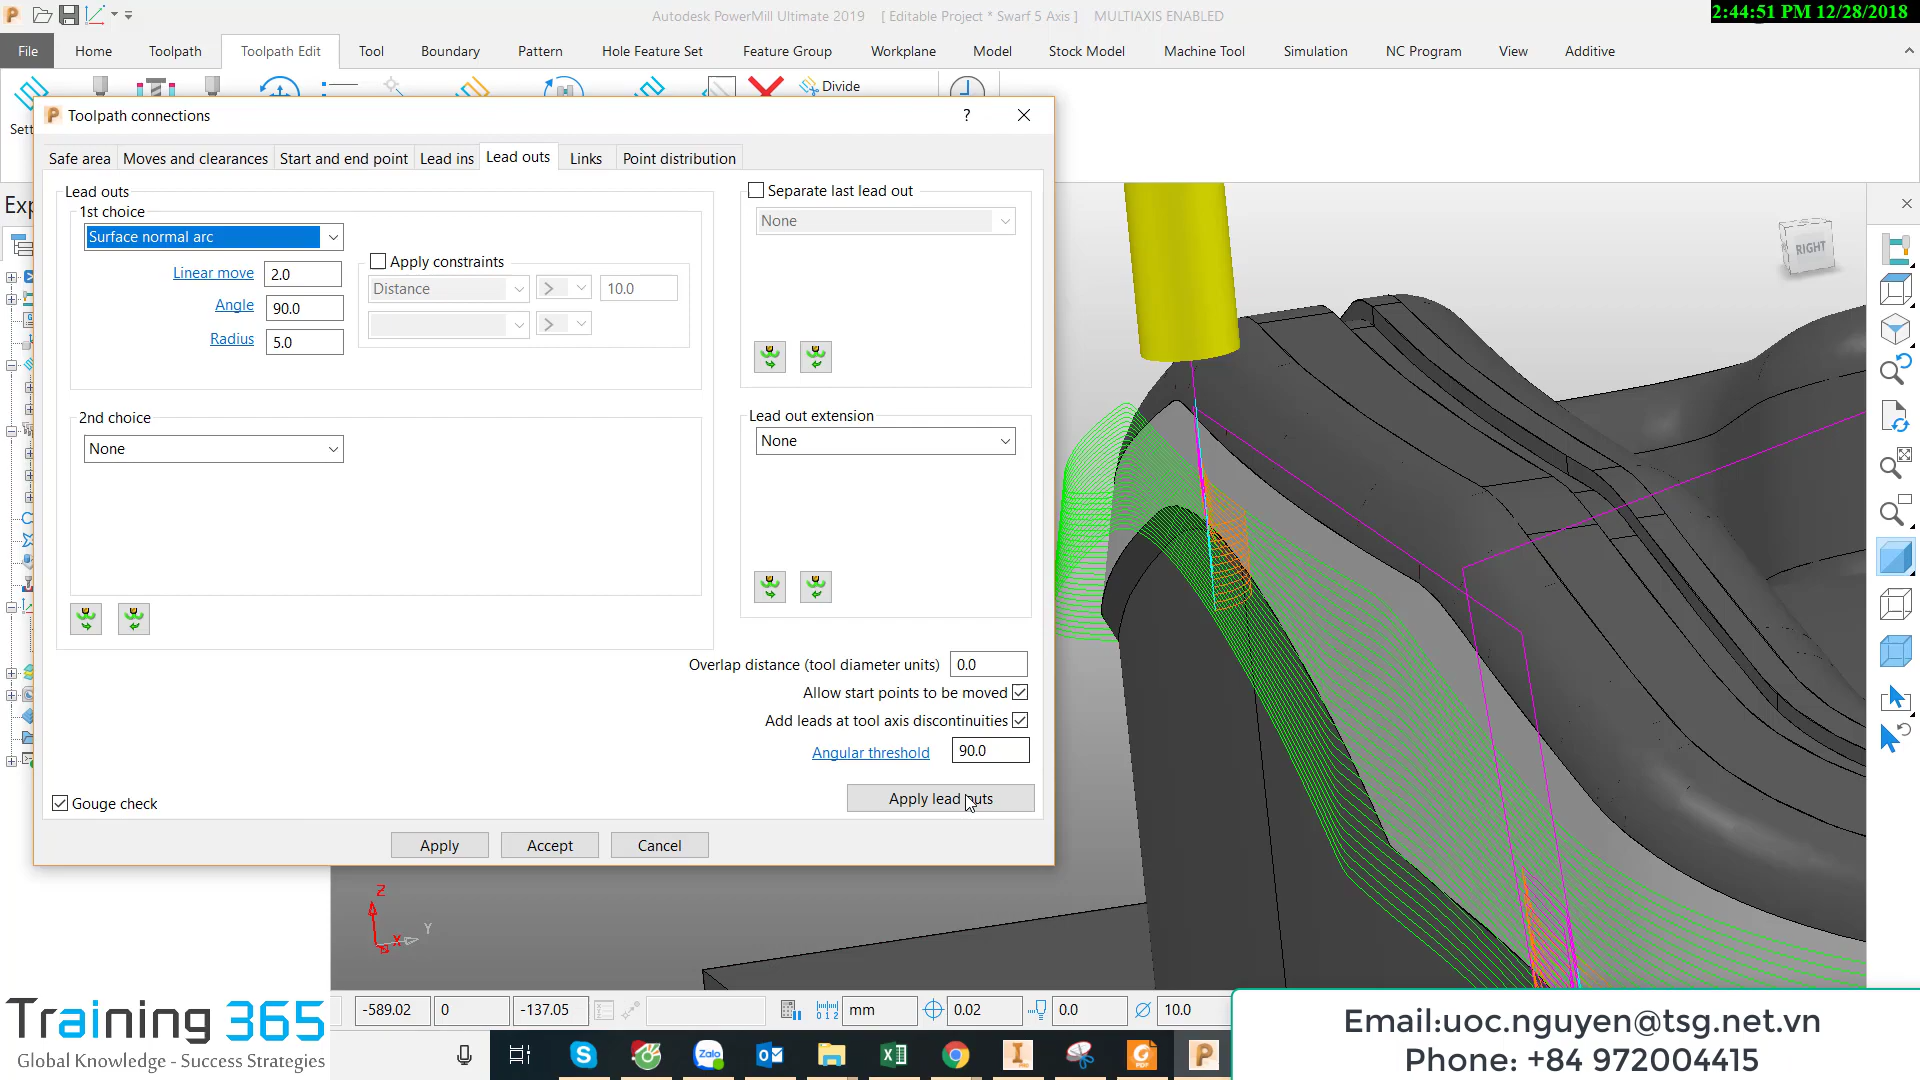 Autodesk PowerMill Ultimate 2019 [ Editable Project * Swarf 5 Axis ] MULTIAXIS ENABLED
2:44:51 PM 12/28/2018
File Home Toolpath Toolpath Edit Tool Boundary Pattern Hole Feature Set Feature Group Workplane Model Stock Model Machine Tool Simulation NC Program View Additive
Divide
Toolpath connections
?
Safe area Moves and clearances Start and end point Lead ins Lead outs Links Point distribution
Lead outs
1st choice
Surface normal arc
Linear move 2.0
Angle 90.0
Radius 5.0
Apply constraints
Distance > 10.0
>
Separate last lead out
None
2nd choice
None
Lead out extension
None
Overlap distance (tool diameter units) 0.0
Allow start points to be moved
Add leads at tool axis discontinuities
Angular threshold 90.0
Gouge check
Apply lead outs
Apply Accept Cancel
RIGHT
Z
X
Y
-589.02 0 -137.05 mm 0.02 0.0 10.0
Training 365
Global Knowledge - Success Strategies
Zalo
Email:uoc.nguyen@tsg.net.vn
Phone: +84 972004415